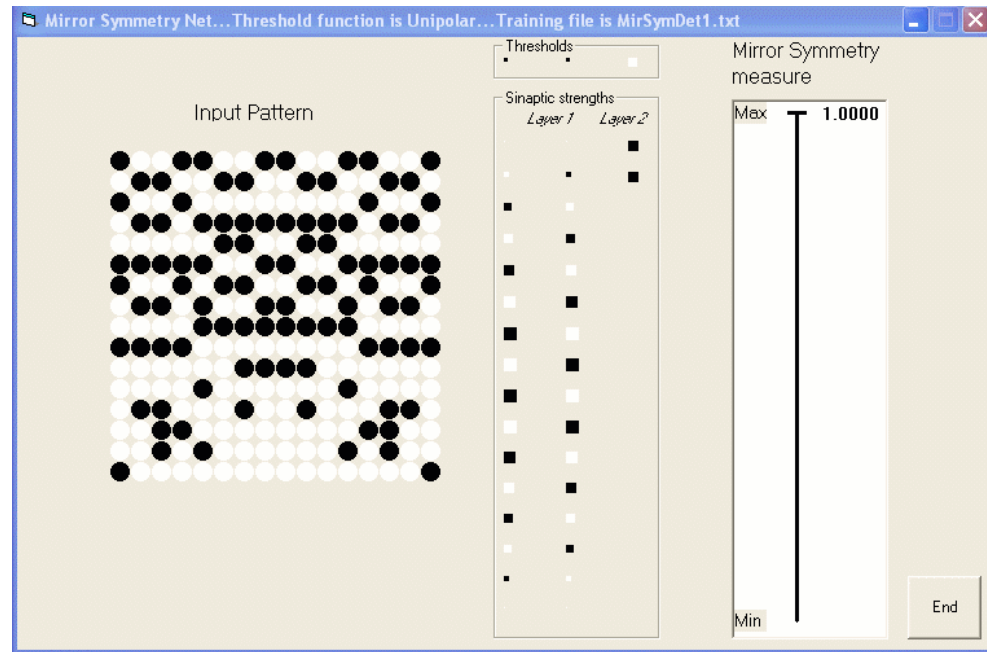 Mirror Symmetry Net...Threshold function is Unipolar...Training file is MirSymDet1.txt
Thresholds
Mirror Symmetry
measure
Input Pattern
Sinaptic strengths
Layer 1 Layer 2
Max 1.0000
Min
End